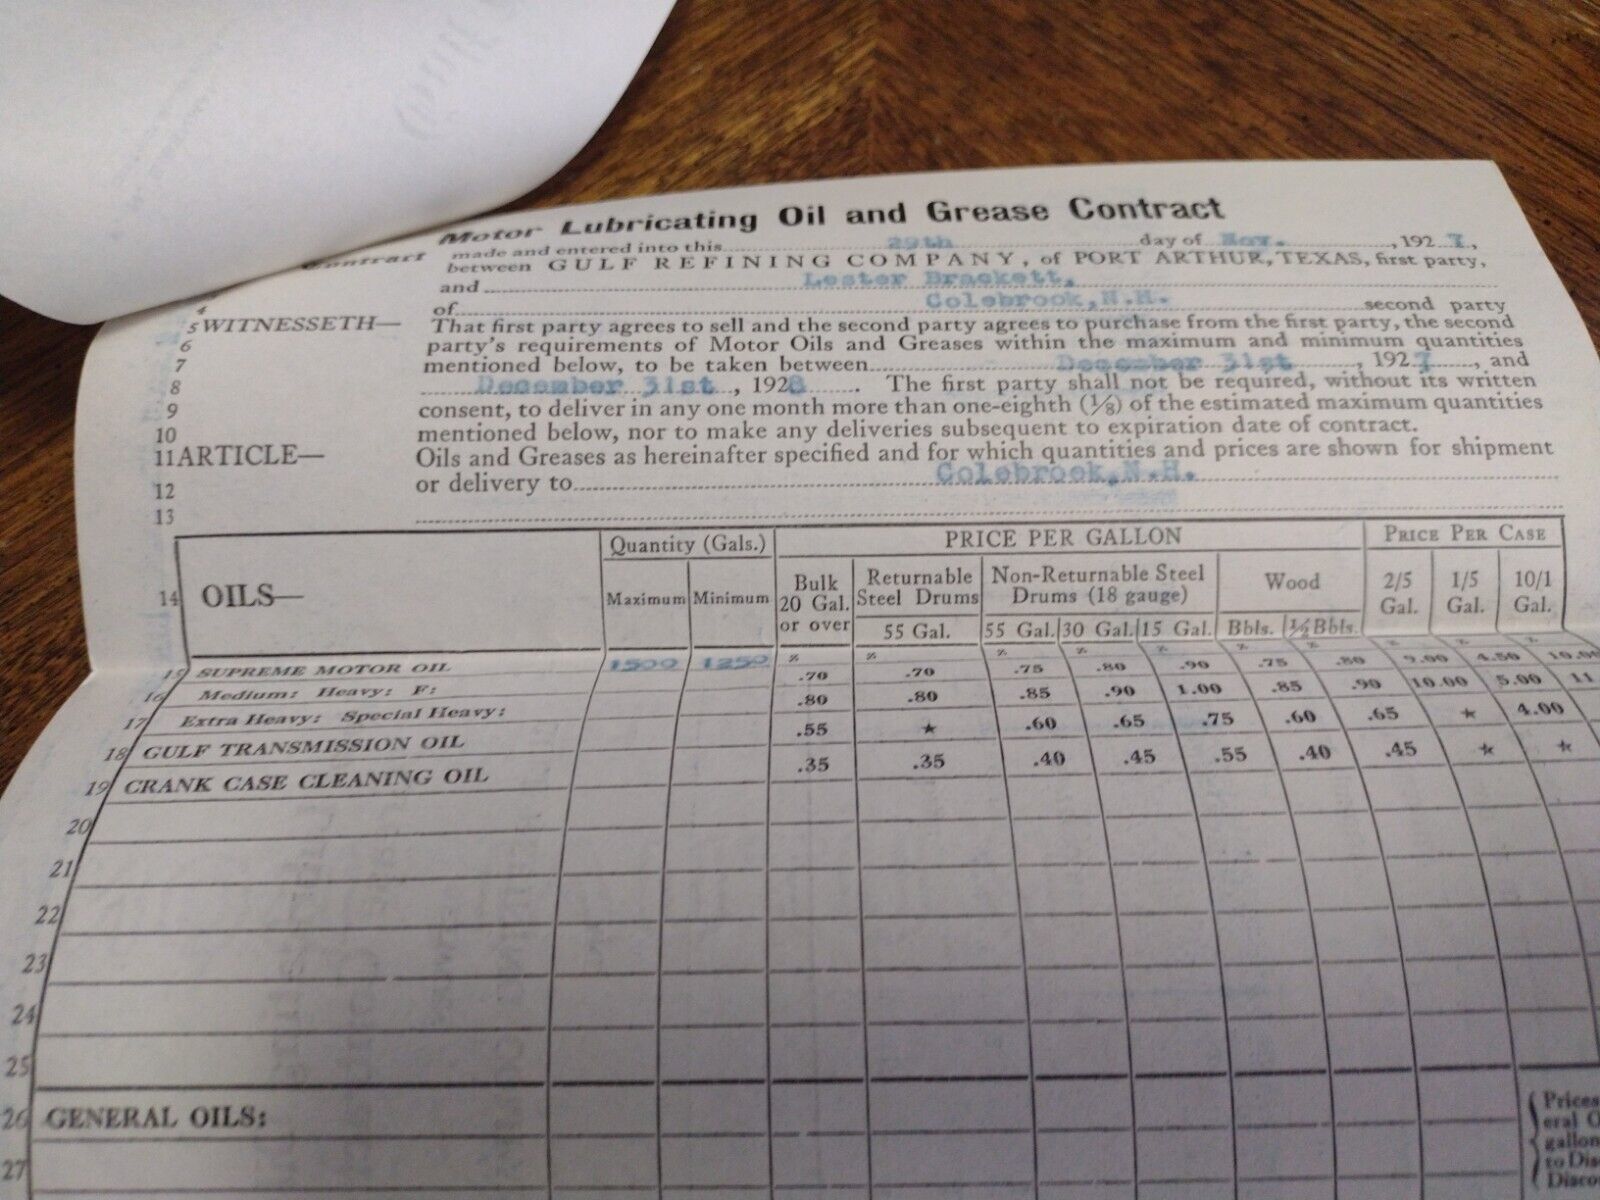 Motor Lubricating Oil and Grease Contract
Contract made and entered into this 29th day of Nov., 1927,
between GULF REFINING COMPANY, of PORT ARTHUR, TEXAS, first party,
and Lester Brackett,
4 of Colebrook, N.H. second party
5 WITNESSETH— That first party agrees to sell and the second party agrees to purchase from the first party, the second
6 party's requirements of Motor Oils and Greases within the maximum and minimum quantities
7 mentioned below, to be taken between December 31st, 1927, and
8 December 31st, 1928. The first party shall not be required, without its written
9 consent, to deliver in any one month more than one-eighth (1/8) of the estimated maximum quantities
10 mentioned below, nor to make any deliveries subsequent to expiration date of contract.
11 ARTICLE— Oils and Greases as hereinafter specified and for which quantities and prices are shown for shipment
12 or delivery to Colebrook, N.H.
13
Quantity (Gals.) PRICE PER GALLON PRICE PER CASE
14 OILS— Maximum Minimum Bulk 20 Gal. or over Returnable Steel Drums Non-Returnable Steel Drums (18 gauge) Wood 2/5 Gal. 1/5 Gal. 10/1 Gal.
55 Gal. 55 Gal. 30 Gal. 15 Gal. Bbls. ½ Bbls.
15 SUPREME MOTOR OIL 1500 1250
16 Medium: Heavy: F: .70 .70 .75 .80 .90 .75 .80 9.00 4.50 10.00
17 Extra Heavy: Special Heavy: .80 .80 .85 .90 1.00 .85 .90 10.00 5.00 11
18 GULF TRANSMISSION OIL .55 * .60 .65 .75 .60 .65 * 4.00
19 CRANK CASE CLEANING OIL .35 .35 .40 .45 .55 .40 .45 * *
20
21
22
23
24
25
26 GENERAL OILS:
27
Prices
eral O
gallon
to Dis
Disco